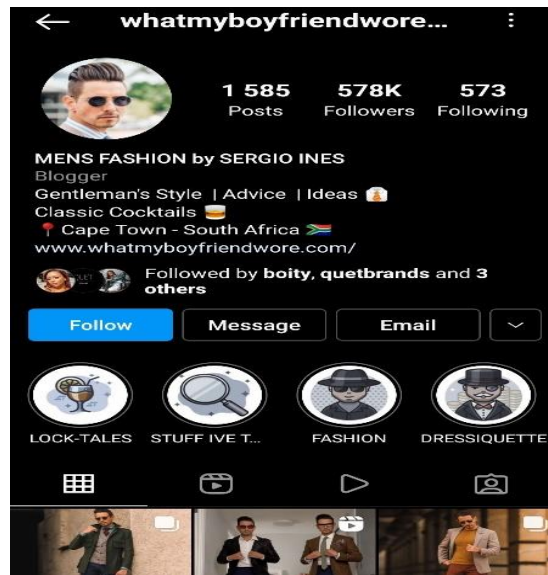 whatmyboyfriendwore...
1 585 578K 573
Posts Followers Following
MENS FASHION by SERGIO INES
Blogger
Gentleman's Style | Advice | Ideas
Classic Cocktails
Cape Town - South Africa
www.whatmyboyfriendwore.com/
Followed by boity, quetbrands and 3
others
Follow Message Email
LOCK-TALES STUFF IVE T... FASHION DRESSIQUETTE